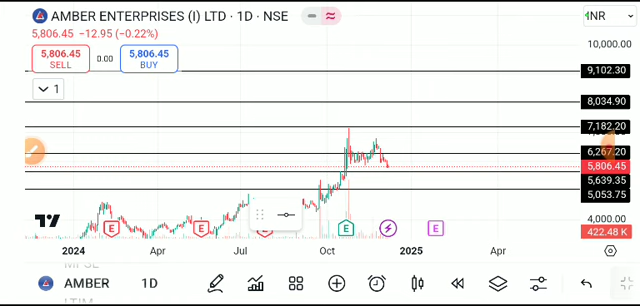 AMBER ENTERPRISES (I) LTD · 1D · NSE
INR
5,806.45 −12.95 (−0.22%)
5,806.45 SELL
0.00
5,806.45 BUY
1
10,000.00
9,102.30
8,034.90
7,182.20
6,267.20
5,806.45
5,639.35
5,053.75
4,000.00
422.48 K
E E E E E
2024 Apr Jul Oct 2025 Apr
AMBER 1D